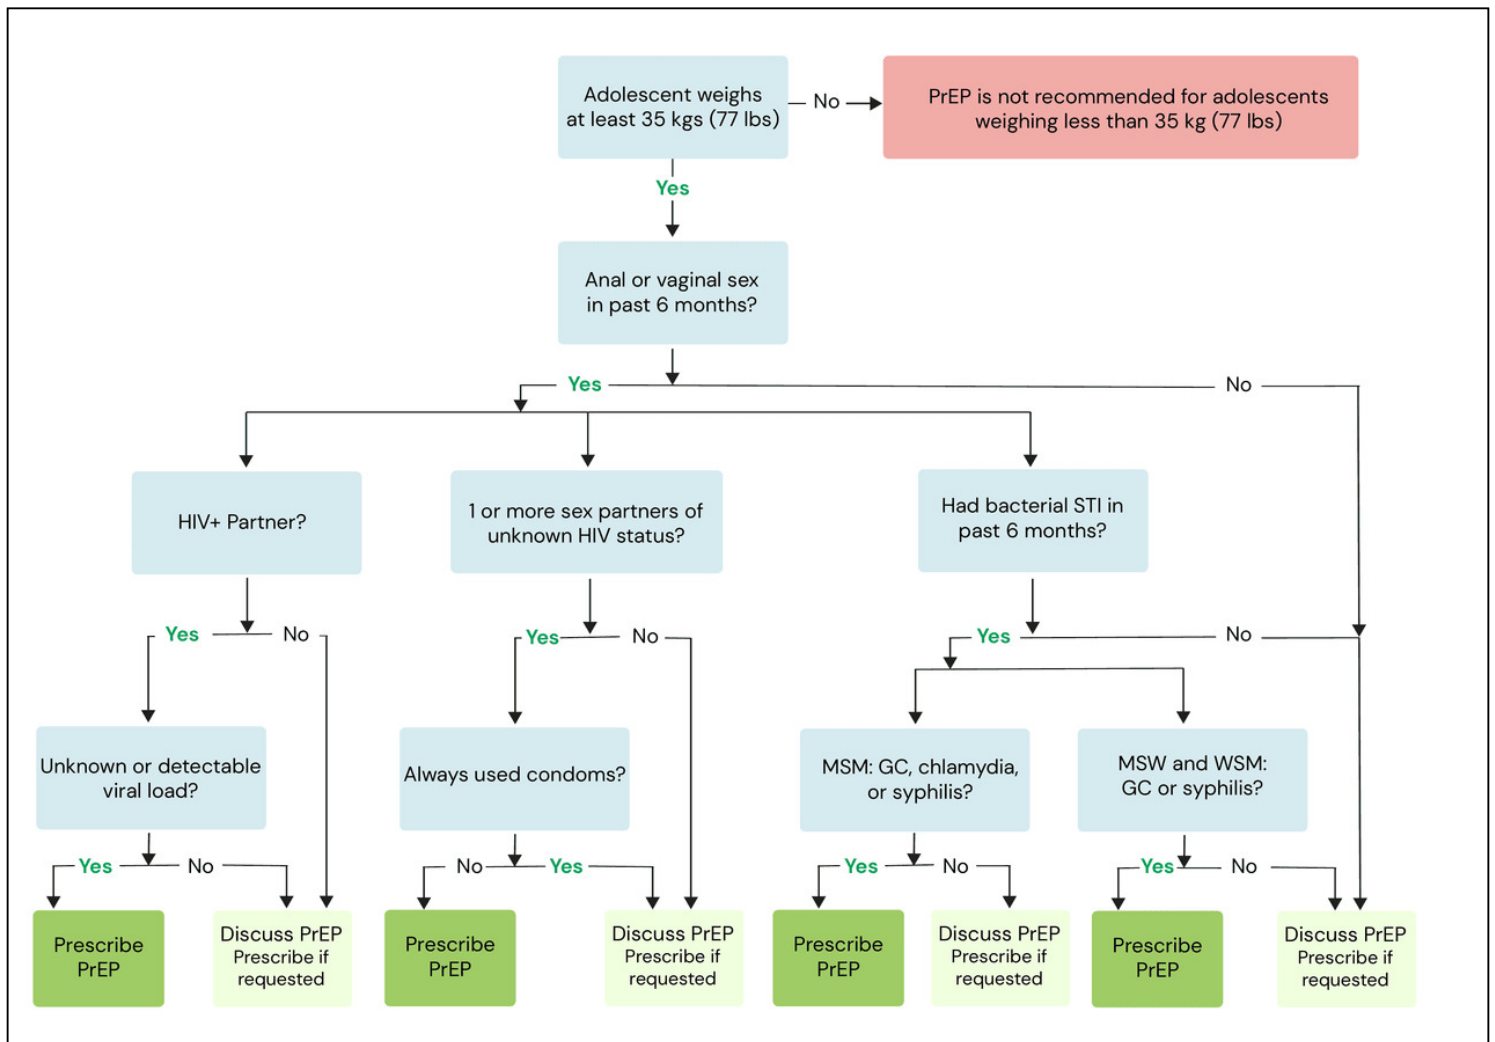 Adolescent weighs
at least 35 kgs (77 lbs)
No
PrEP is not recommended for adolescents
weighing less than 35 kg (77 lbs)
Yes
Anal or vaginal sex
in past 6 months?
Yes
No
HIV+ Partner?
1 or more sex partners of
unknown HIV status?
Had bacterial STI in
past 6 months?
Yes
No
Yes
No
Yes
No
Unknown or detectable
viral load?
Always used condoms?
MSM: GC, chlamydia,
or syphilis?
MSW and WSM:
GC or syphilis?
Yes
No
No
Yes
Yes
No
Yes
No
Prescribe
PrEP
Discuss PrEP
Prescribe if
requested
Prescribe
PrEP
Discuss PrEP
Prescribe if
requested
Prescribe
PrEP
Discuss PrEP
Prescribe if
requested
Prescribe
PrEP
Discuss PrEP
Prescribe if
requested